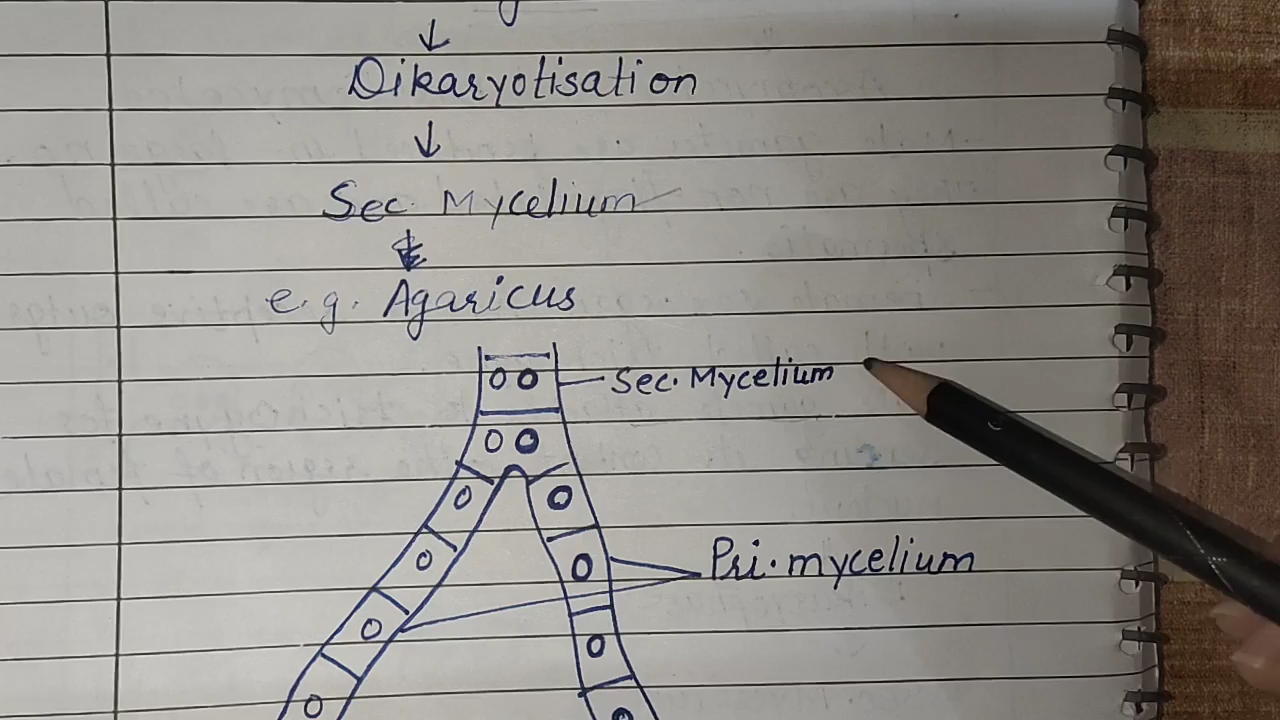 Dikaryotisation
Sec. Mycelium
e.g. Agaricus
Sec. Mycelium
Pri. mycelium